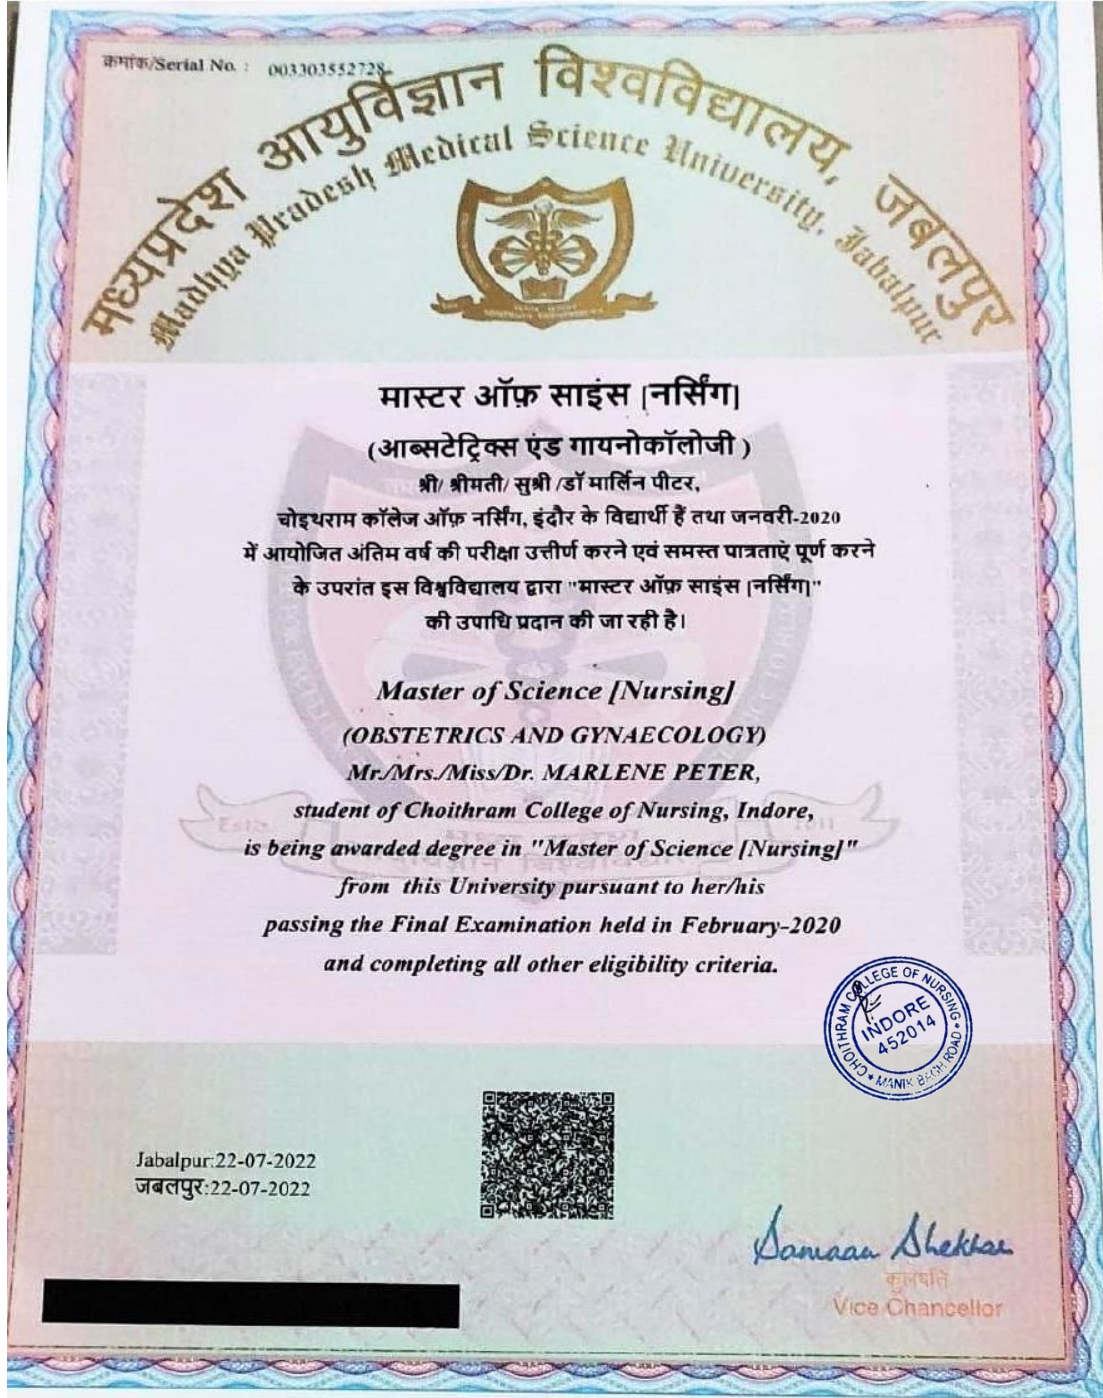 क्रमांक/Serial No. : 003303552728
मध्यप्रदेश आयुर्विज्ञान विश्वविद्यालय, जबलपुर
Madhya Pradesh Medical Science University, Jabalpur
मास्टर ऑफ़ साइंस [नर्सिंग]
(आब्सटेट्रिक्स एंड गायनोकॉलोजी )
श्री/ श्रीमती/ सुश्री /डॉ मार्लिन पीटर,
चोइथराम कॉलेज ऑफ़ नर्सिंग, इंदौर के विद्यार्थी हैं तथा जनवरी-2020
में आयोजित अंतिम वर्ष की परीक्षा उत्तीर्ण करने एवं समस्त पात्रताएं पूर्ण करने
के उपरांत इस विश्वविद्यालय द्वारा "मास्टर ऑफ़ साइंस [नर्सिंग]"
की उपाधि प्रदान की जा रही है।
Master of Science [Nursing]
(OBSTETRICS AND GYNAECOLOGY)
Mr./Mrs./Miss/Dr. MARLENE PETER,
student of Choithram College of Nursing, Indore,
is being awarded degree in "Master of Science [Nursing]"
from this University pursuant to her/his
passing the Final Examination held in February-2020
and completing all other eligibility criteria.
CHOITHRAM COLLEGE OF NURSING
INDORE
452014
MANIK BAGH ROAD
Jabalpur:22-07-2022
जबलपुर:22-07-2022
कुलपति
Vice Chancellor